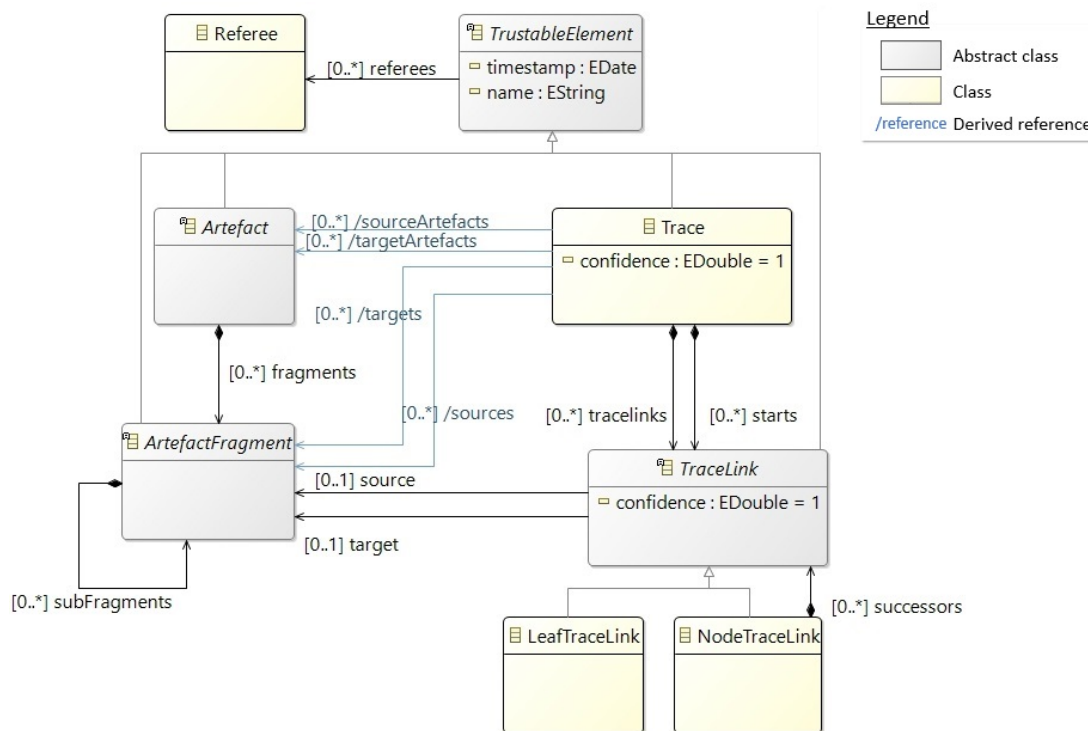 Referee
TrustableElement
timestamp : EDate
name : EString
[0..*] referees
Legend
Abstract class
Class
/reference Derived reference
Artefact
[0..*] /sourceArtefacts
[0..*] /targetArtefacts
Trace
confidence : EDouble = 1
[0..*] /targets
[0..*] fragments
[0..*] /sources
[0..*] tracelinks
[0..*] starts
ArtefactFragment
TraceLink
confidence : EDouble = 1
[0..1] source
[0..1] target
[0..*] subFragments
[0..*] successors
LeafTraceLink
NodeTraceLink